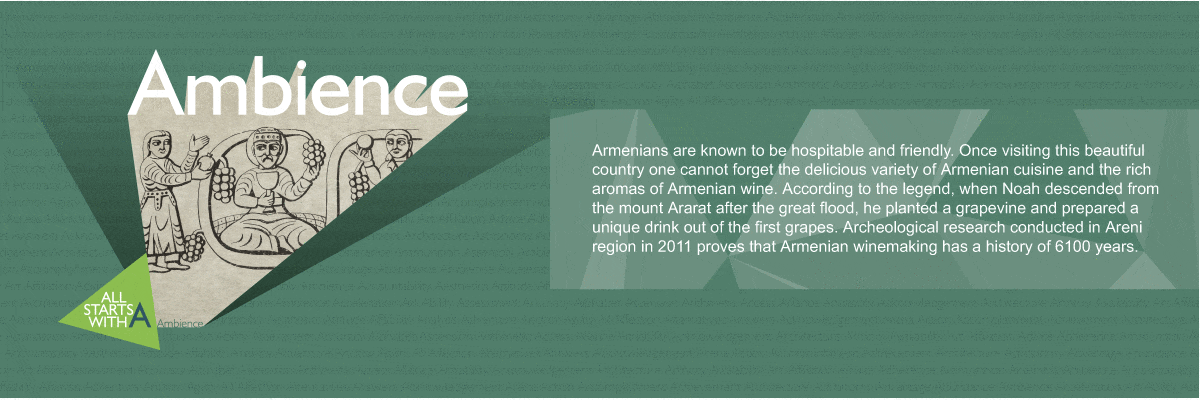 Ambience
Armenians are known to be hospitable and friendly. Once visiting this beautiful
country one cannot forget the delicious variety of Armenian cuisine and the rich
aromas of Armenian wine. According to the legend, when Noah descended from
the mount Ararat after the great flood, he planted a grapevine and prepared a
unique drink out of the first grapes. Archeological research conducted in Areni
region in 2011 proves that Armenian winemaking has a history of 6100 years.
ALL
STARTS
WITH A Ambience